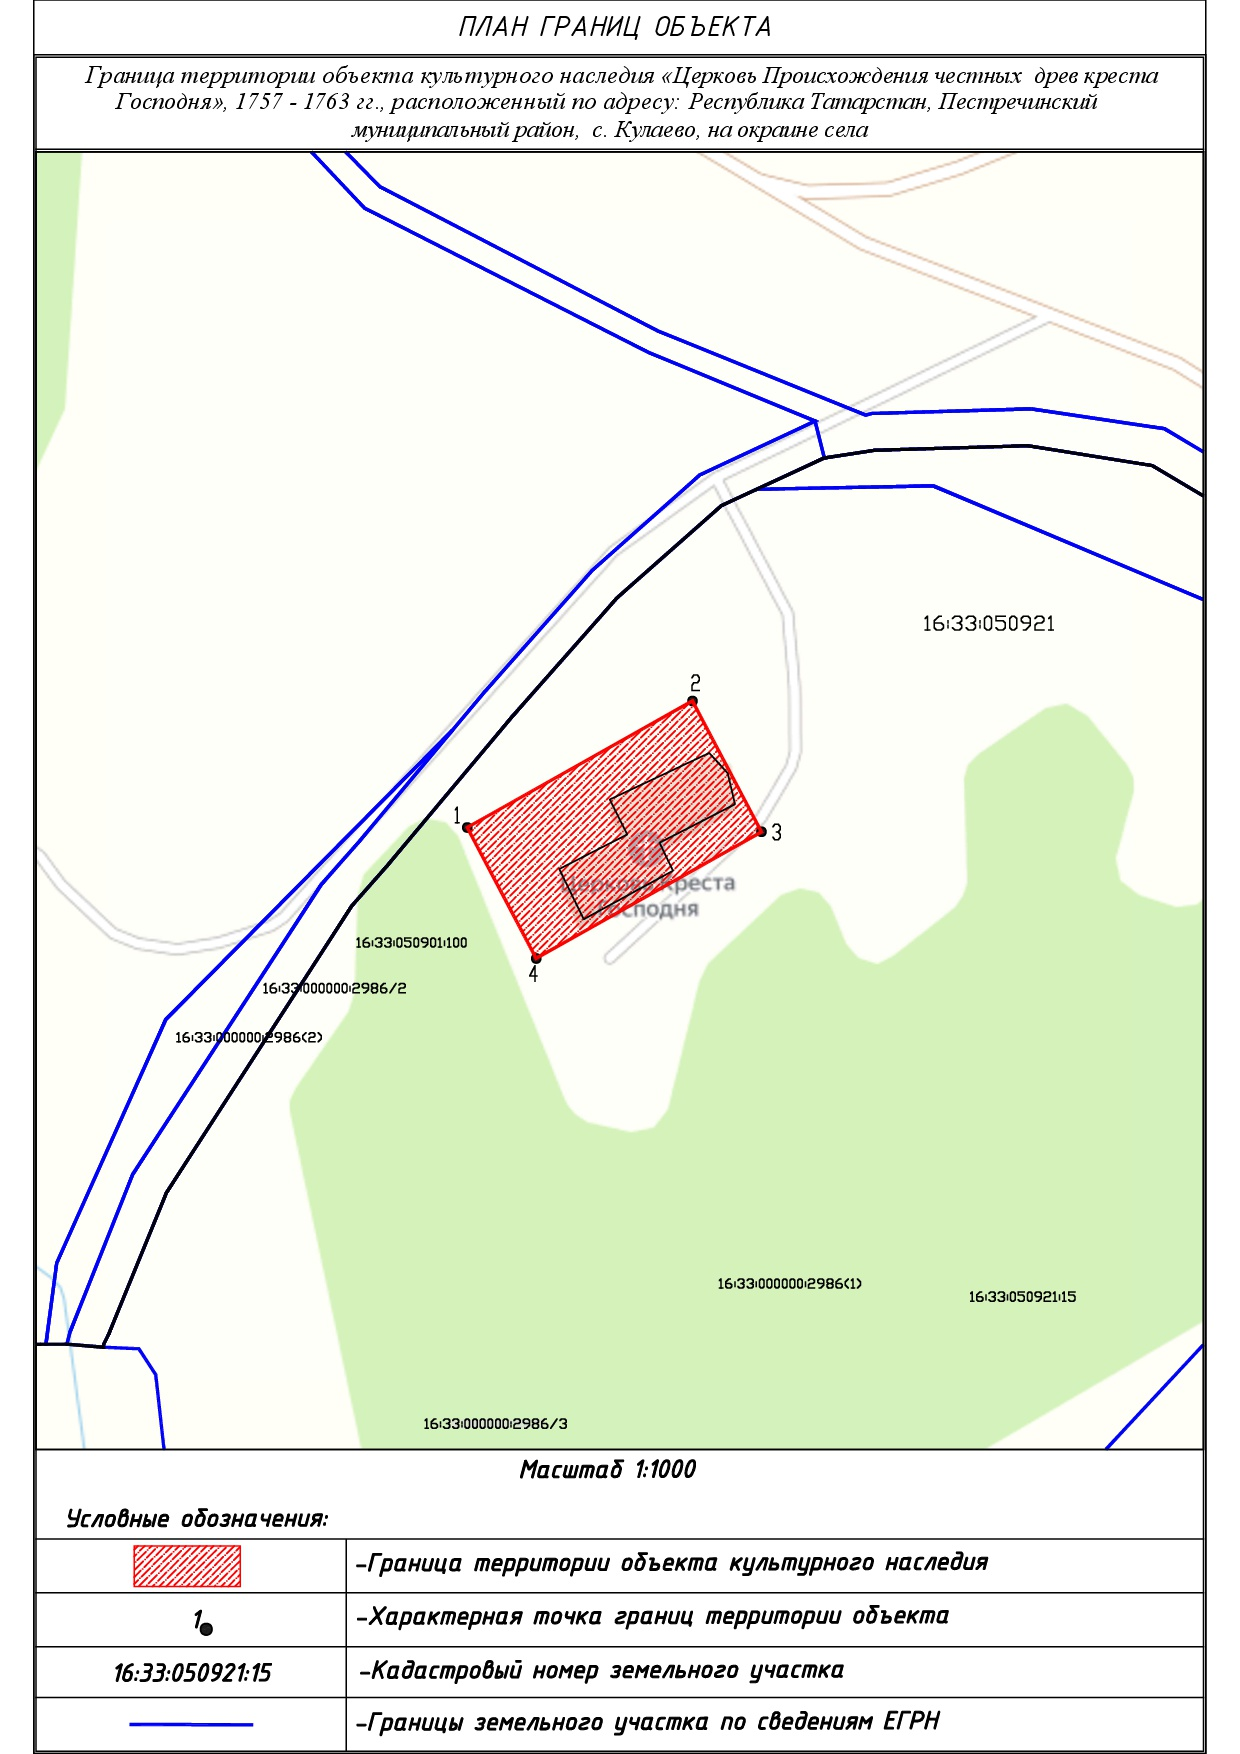 ПЛАН ГРАНИЦ ОБЪЕКТА
Граница территории объекта культурного наследия «Церковь Происхождения честных древ креста
Господня», 1757 - 1763 гг., расположенный по адресу: Республика Татарстан, Пестречинский
муниципальный район, с. Кулаево, на окраине села
16:33:050921
2
1
3
Церковь Креста
Господня
4
16:33:050901:100
16:33:000000:2986/2
16:33:000000:2986(2)
16:33:000000:2986(1)
16:33:050921:15
16:33:000000:2986/3
Масштаб 1:1000
Условные обозначения:
-Граница территории объекта культурного наследия
1
-Характерная точка границ территории объекта
16:33:050921:15
-Кадастровый номер земельного участка
-Границы земельного участка по сведениям ЕГРН